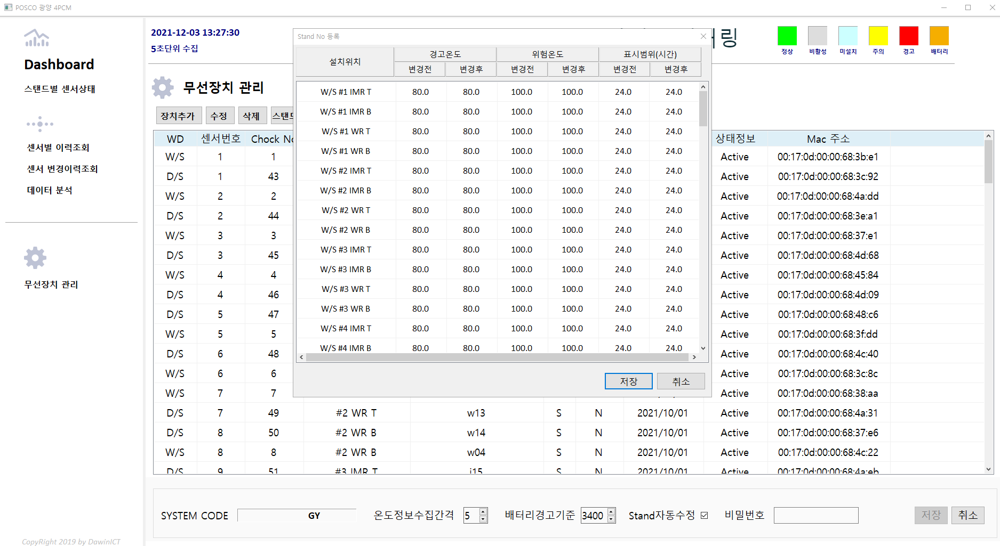 POSCO 광양 4PCM
2021-12-03 13:27:30
5초단위 수집
링
정상 비활성 미설치 주의 경고 배터리
Dashboard
스탠드별 센서상태
센서별 이력조회
센서 변경이력조회
데이터 분석
무선장치 관리
CopyRight 2019 by DawinICT
무선장치 관리
장치추가 수정 삭제
WD 센서번호 Chock 상태정보 Mac 주소
W/S 1 1 Active 00:17:0d:00:00:68:3b:e1
D/S 1 43 Active 00:17:0d:00:00:68:3c:92
W/S 2 2 Active 00:17:0d:00:00:68:4a:dd
D/S 2 44 Active 00:17:0d:00:00:68:3e:a1
W/S 3 3 Active 00:17:0d:00:00:68:37:e1
D/S 3 45 Active 00:17:0d:00:00:68:4d:68
W/S 4 4 Active 00:17:0d:00:00:68:45:84
D/S 4 46 Active 00:17:0d:00:00:68:4d:09
D/S 5 47 Active 00:17:0d:00:00:68:48:c6
W/S 5 5 Active 00:17:0d:00:00:68:3f:dd
D/S 6 48 Active 00:17:0d:00:00:68:4c:40
W/S 6 6 Active 00:17:0d:00:00:68:3c:8c
W/S 7 7 Active 00:17:0d:00:00:68:38:aa
D/S 7 49 #2 WR T w13 S N 2021/10/01 Active 00:17:0d:00:00:68:4a:31
D/S 8 50 #2 WR B w14 S N 2021/10/01 Active 00:17:0d:00:00:68:37:e6
W/S 8 8 #2 WR B w04 S N 2021/10/01 Active 00:17:0d:00:00:68:4c:22
D/S 9 51 #3 IMR T i15 S N 2021/10/01 Active 00:17:0d:00:00:68:4a:eb
Stand No 등록
설치위치 경고온도 위험온도 표시범위(시간)
변경전 변경후 변경전 변경후 변경전 변경후
W/S #1 IMR T 80.0 80.0 100.0 100.0 24.0 24.0
W/S #1 IMR B 80.0 80.0 100.0 100.0 24.0 24.0
W/S #1 WR T 80.0 80.0 100.0 100.0 24.0 24.0
W/S #1 WR B 80.0 80.0 100.0 100.0 24.0 24.0
W/S #2 IMR T 80.0 80.0 100.0 100.0 24.0 24.0
W/S #2 IMR B 80.0 80.0 100.0 100.0 24.0 24.0
W/S #2 WR T 80.0 80.0 100.0 100.0 24.0 24.0
W/S #2 WR B 80.0 80.0 100.0 100.0 24.0 24.0
W/S #3 IMR T 80.0 80.0 100.0 100.0 24.0 24.0
W/S #3 IMR B 80.0 80.0 100.0 100.0 24.0 24.0
W/S #3 WR T 80.0 80.0 100.0 100.0 24.0 24.0
W/S #3 WR B 80.0 80.0 100.0 100.0 24.0 24.0
W/S #4 IMR T 80.0 80.0 100.0 100.0 24.0 24.0
W/S #4 IMR B 80.0 80.0 100.0 100.0 24.0 24.0
저장 취소
SYSTEM CODE GY 온도정보수집간격 5 배터리경고기준 3400 Stand자동수정 비밀번호 저장 취소